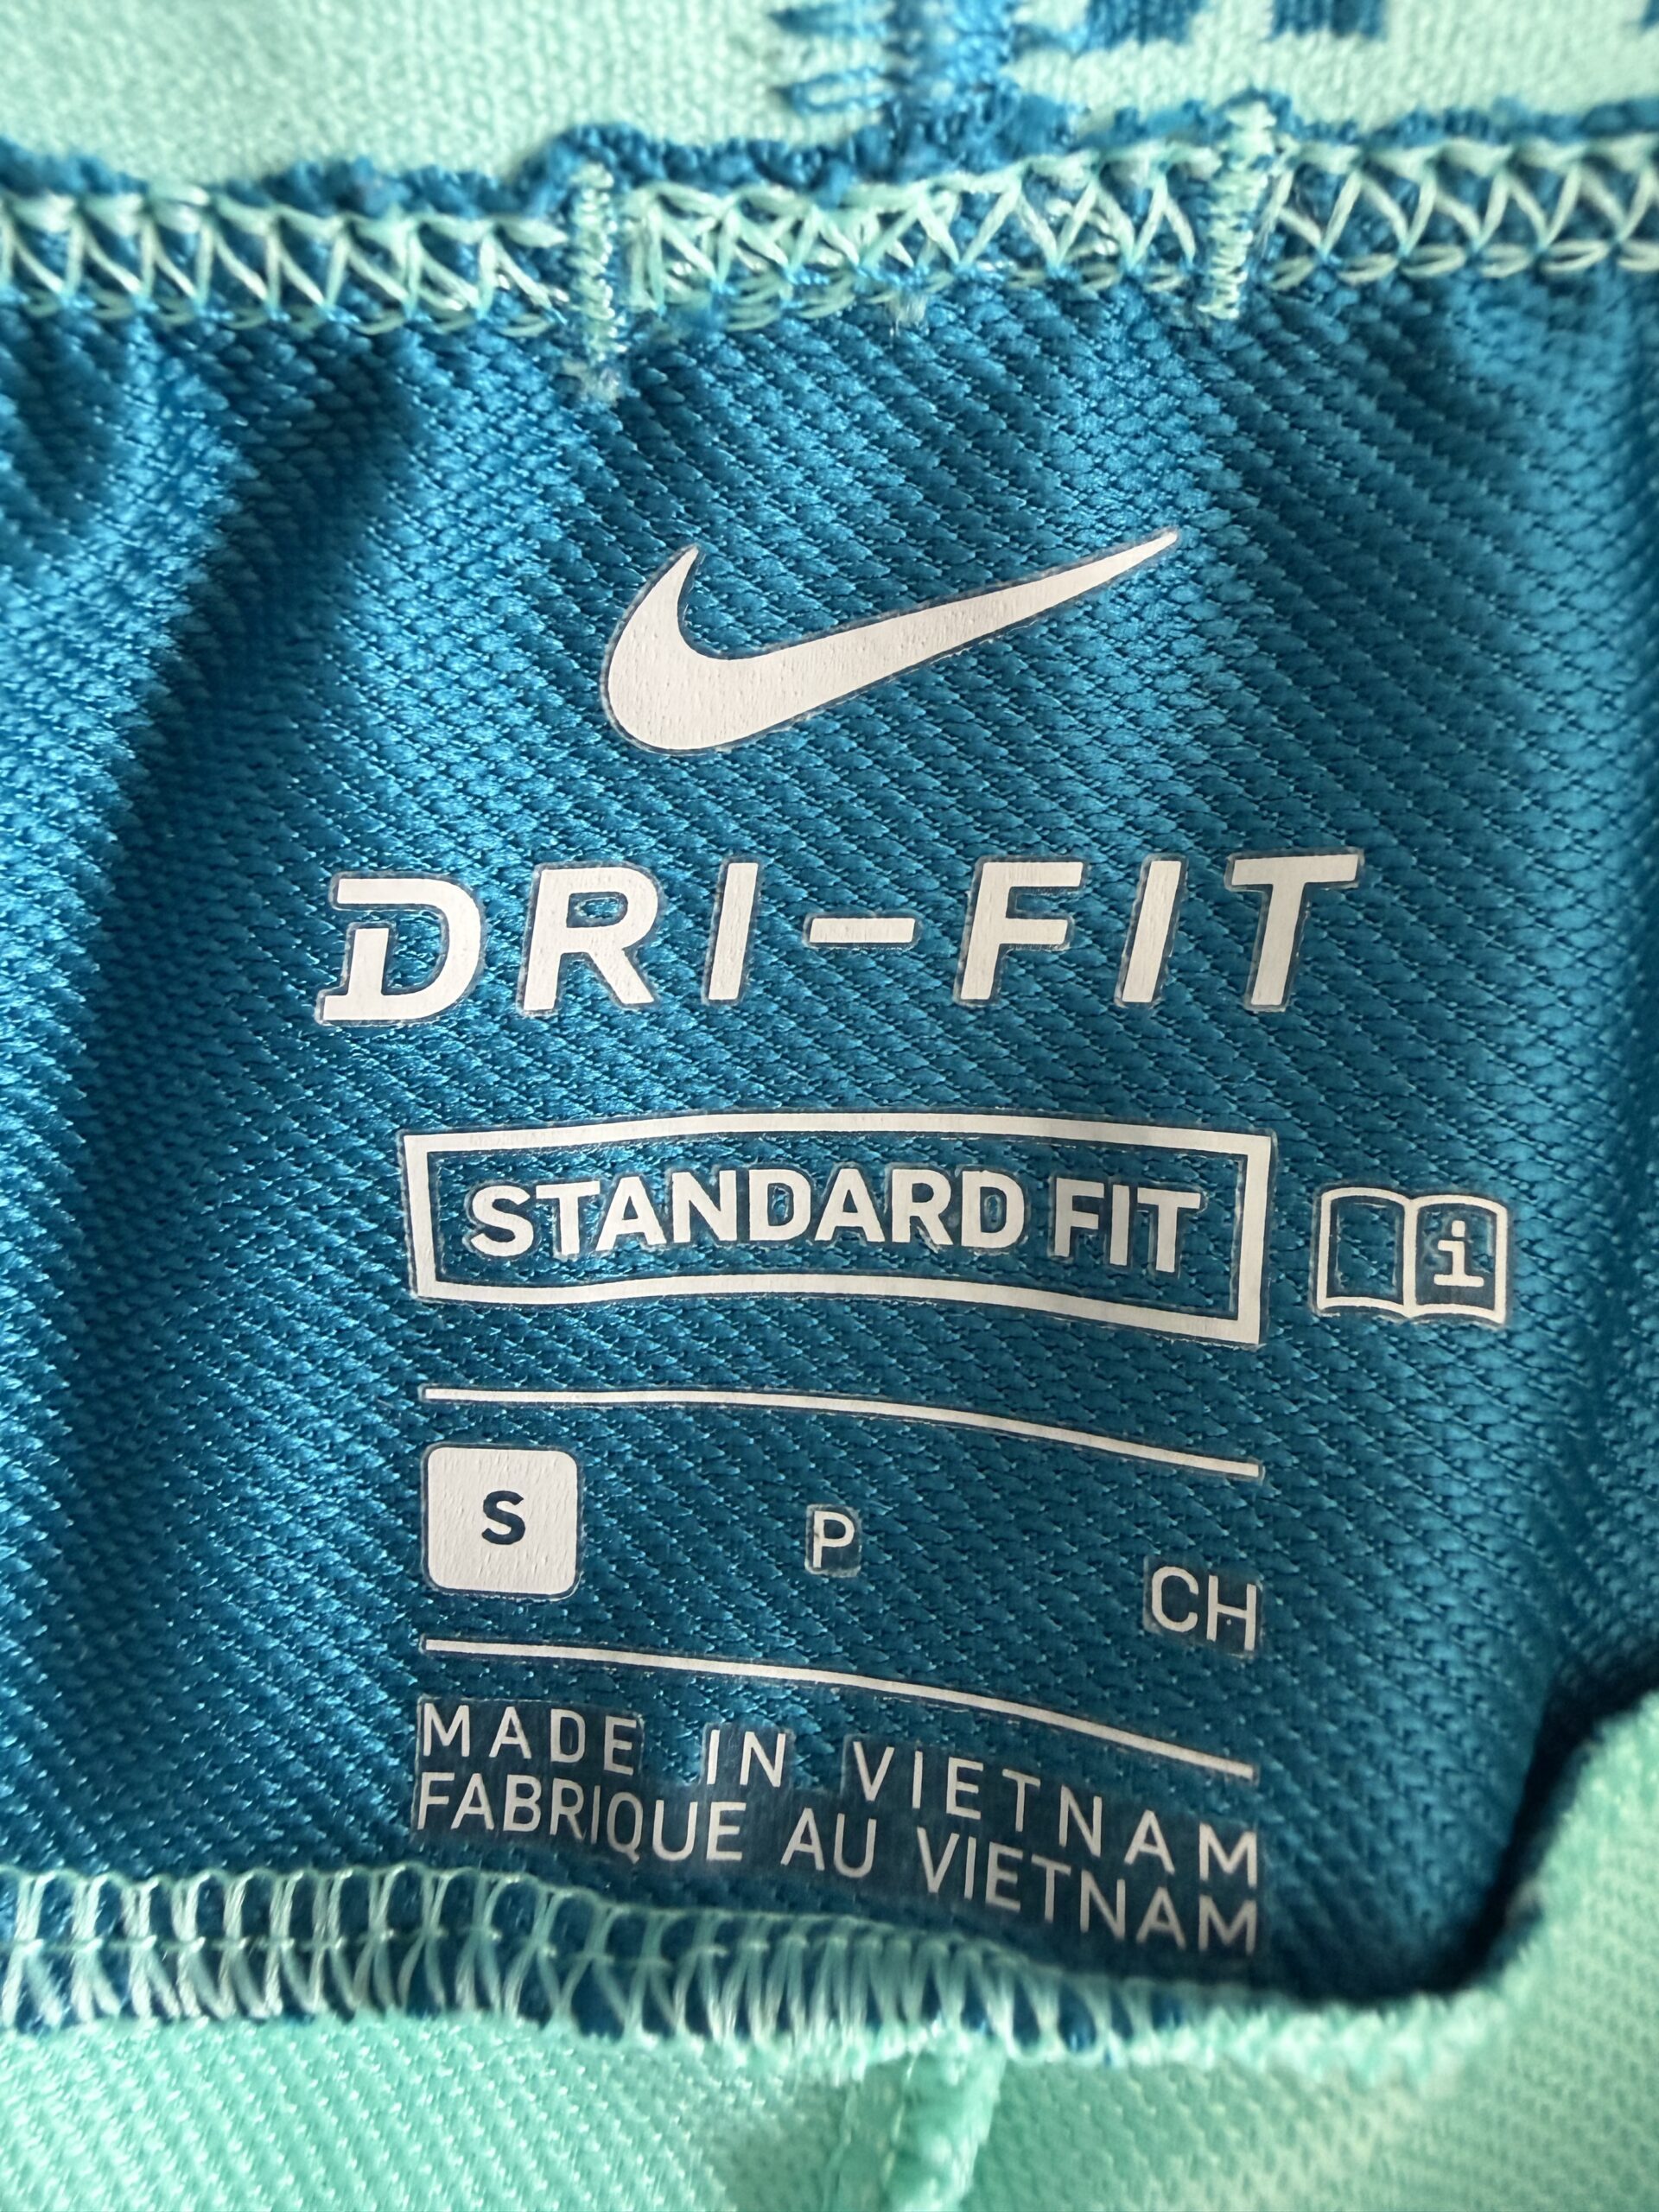 DRI-FIT
STANDARD FIT
i
S P CH
MADE IN VIETNAM
FABRIQUE AU VIETNAM